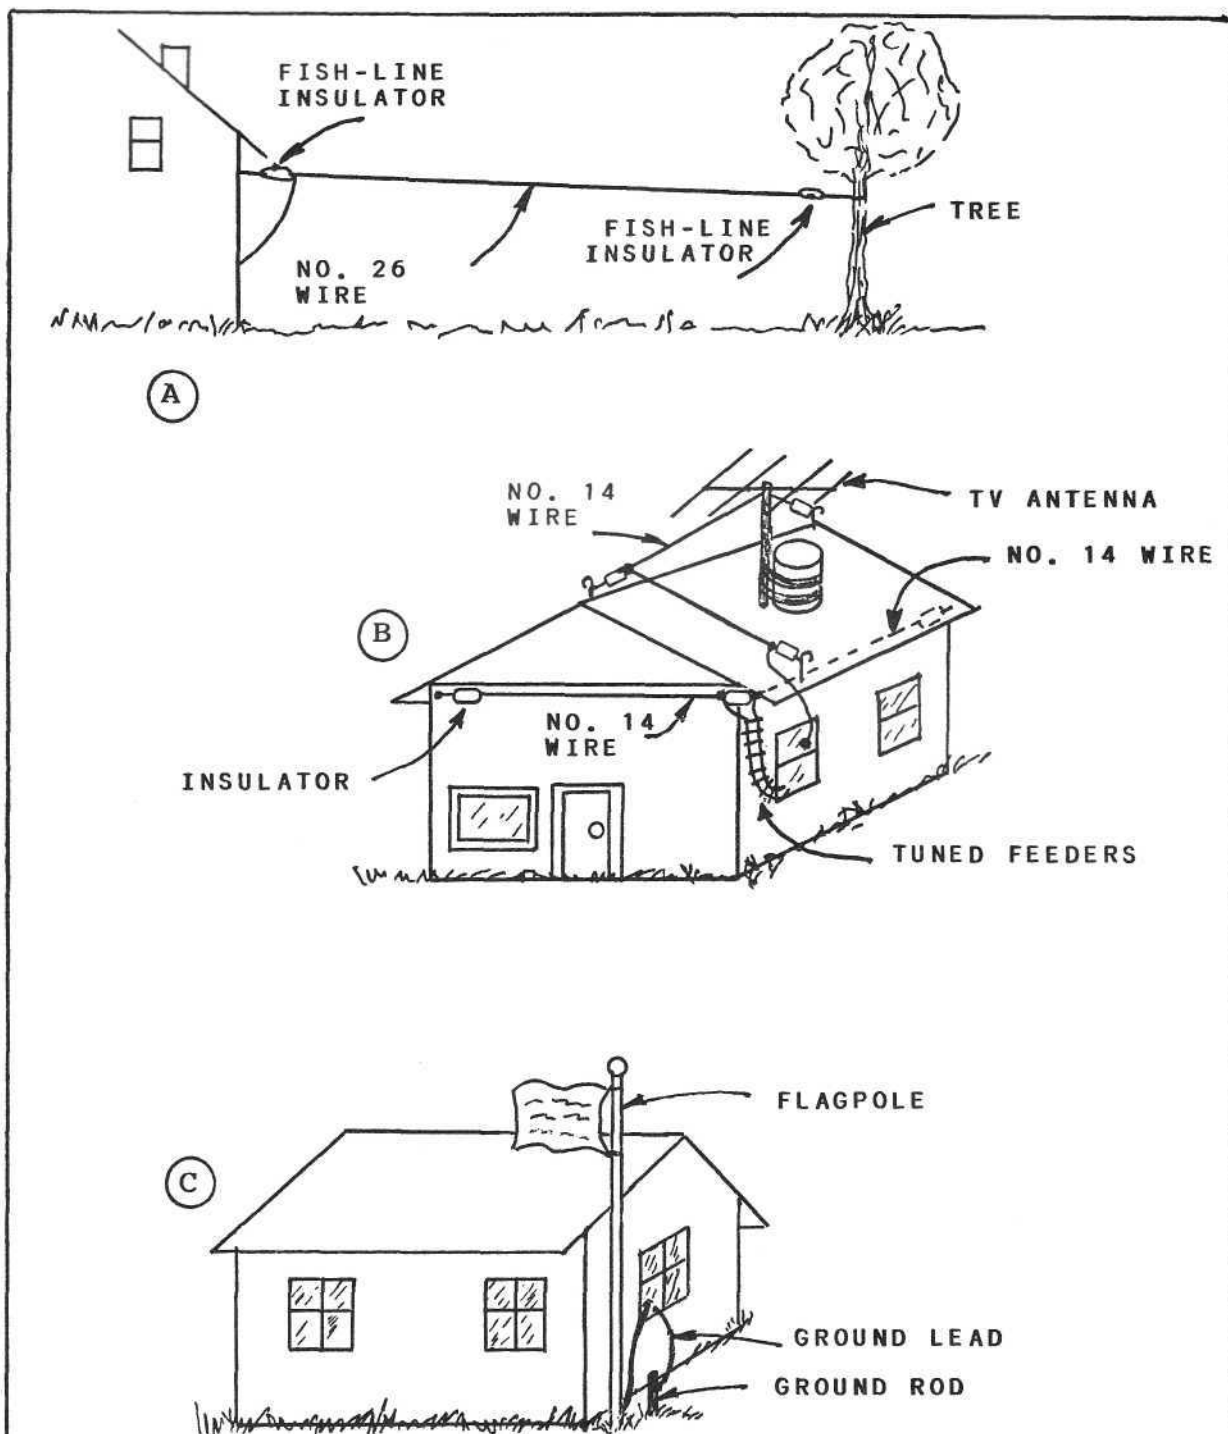 FISH-LINE
INSULATOR
FISH-LINE
INSULATOR
TREE
NO. 26
WIRE
A
NO. 14
WIRE
TV ANTENNA
NO. 14 WIRE
B
NO. 14
WIRE
INSULATOR
TUNED FEEDERS
FLAGPOLE
C
GROUND LEAD
GROUND ROD